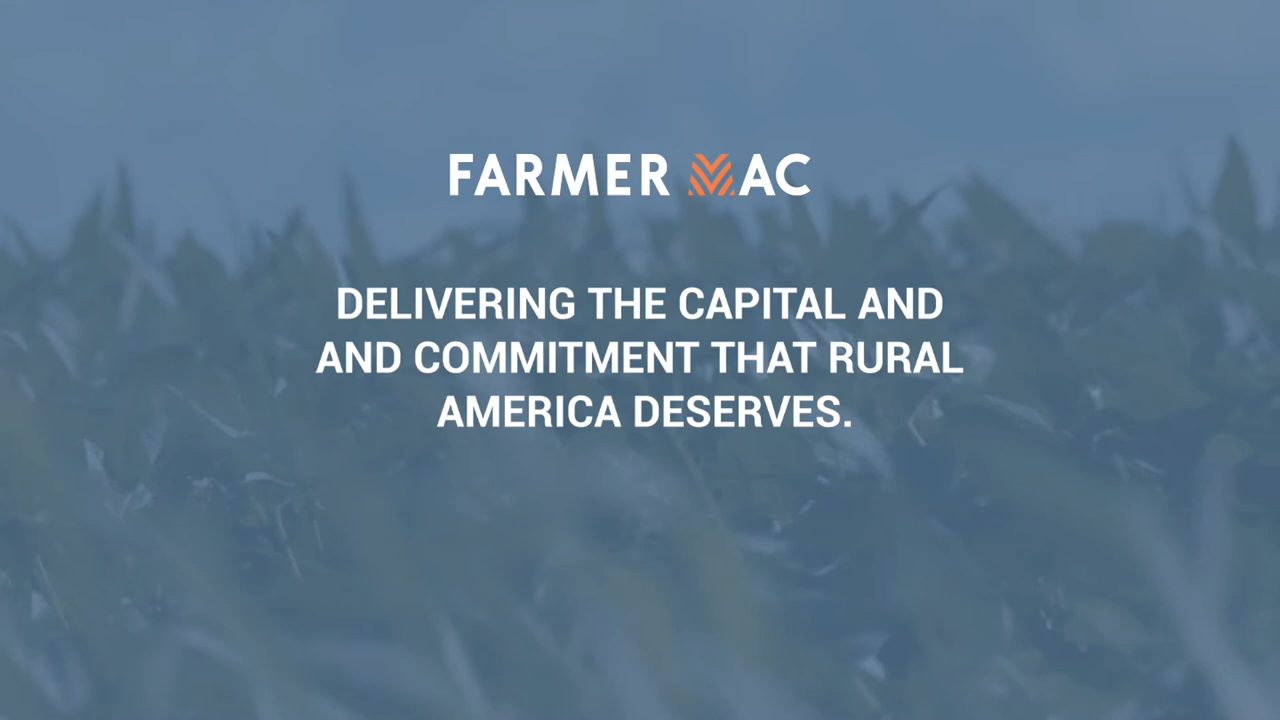 FARMER MAC
DELIVERING THE CAPITAL AND
AND COMMITMENT THAT RURAL
AMERICA DESERVES.